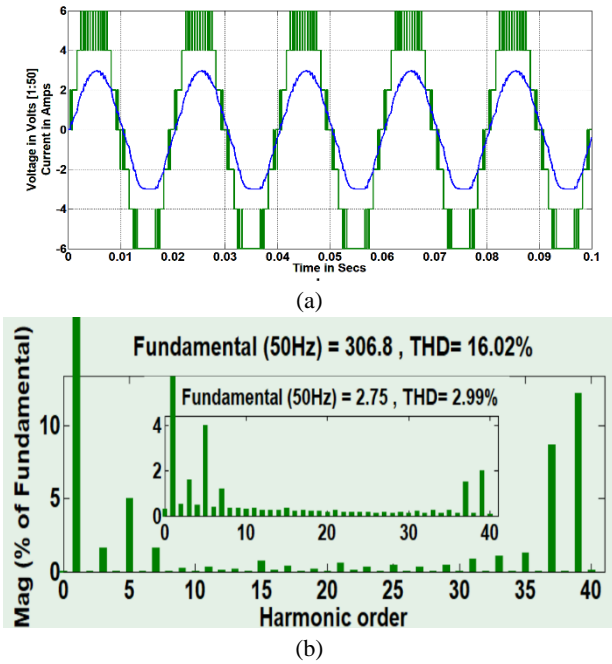 6
4
2
0
-2
-4
-6
Voltage in Volts [1:50]
Current in Amps
0 0.01 0.02 0.03 0.04 0.05 0.06 0.07 0.08 0.09 0.1
Time in Secs
(a)
Fundamental (50Hz) = 306.8 , THD= 16.02%
Mag (% of Fundamental)
10
5
0
Fundamental (50Hz) = 2.75 , THD= 2.99%
4
2
0
0 10 20 30 40
0 5 10 15 20 25 30 35 40
Harmonic order
(b)